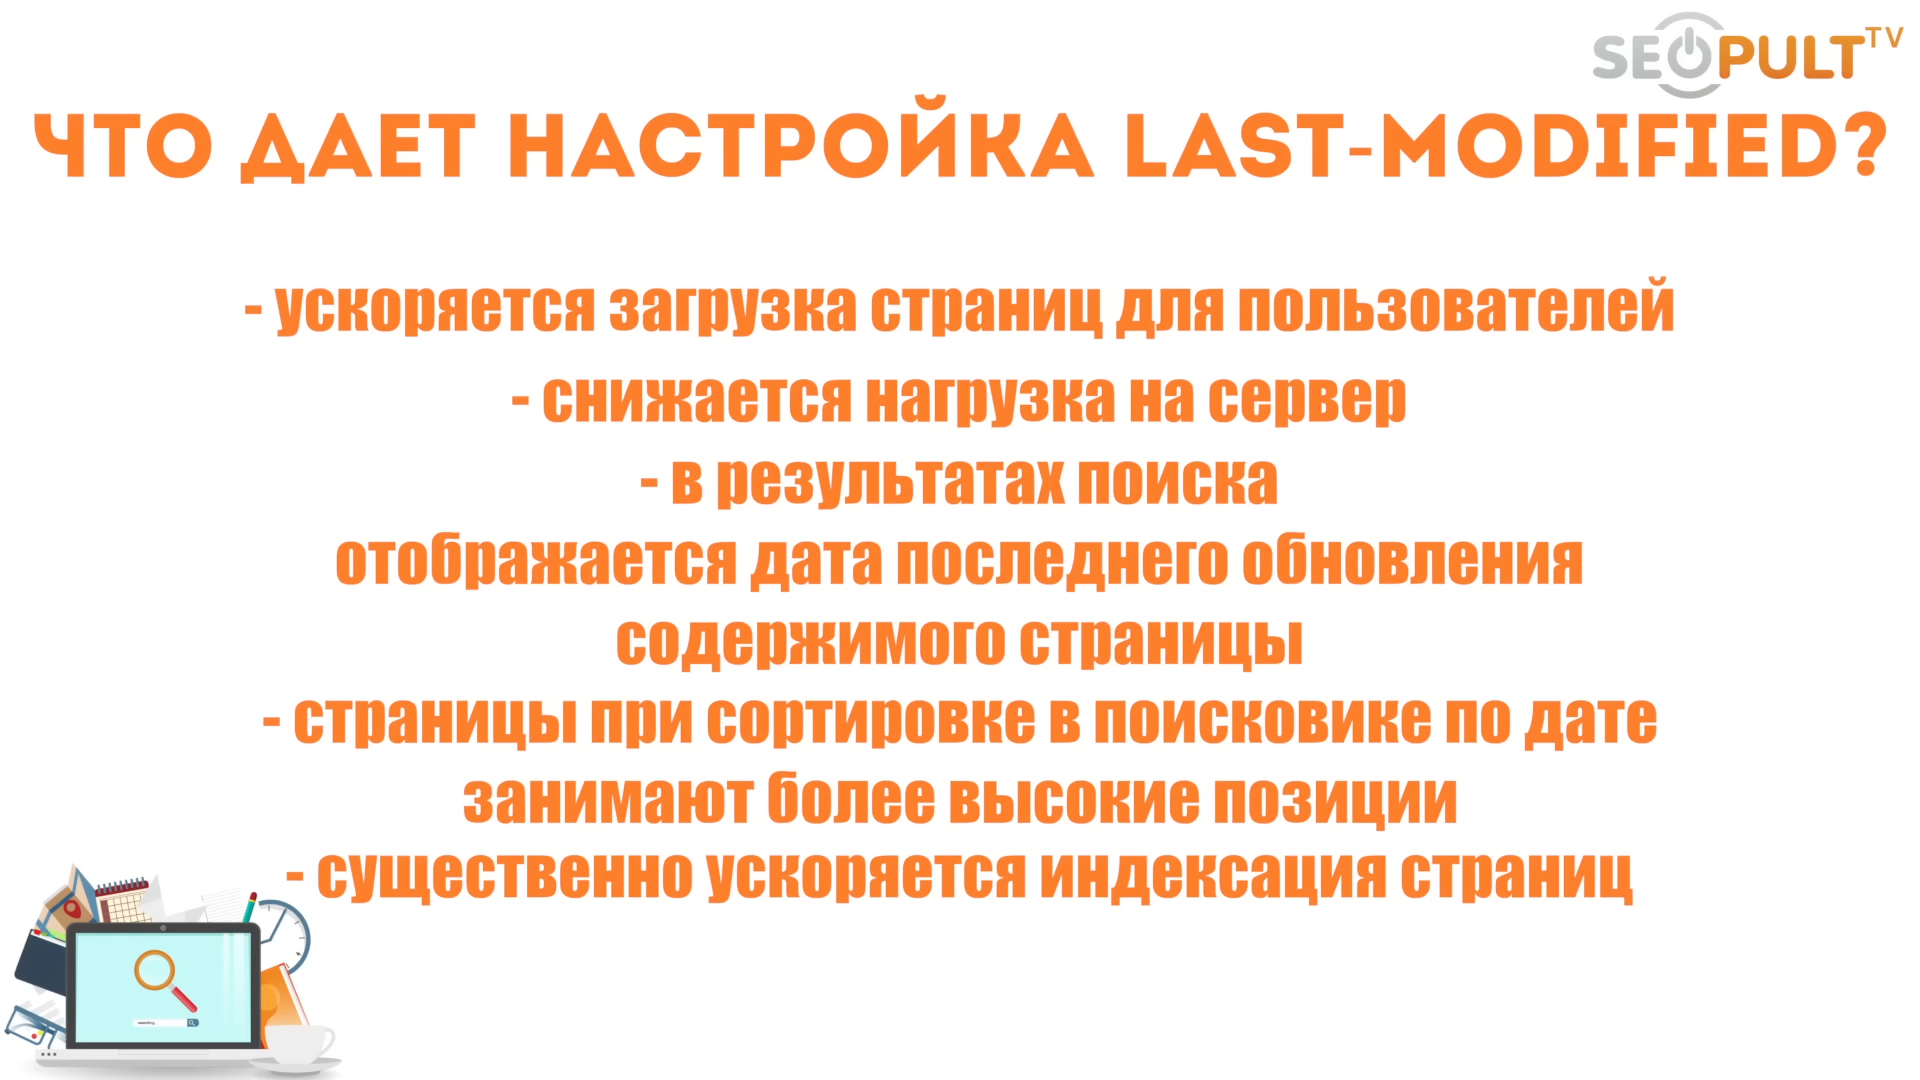 SEOPULT TV
ЧТО ДАЕТ НАСТРОЙКА LAST-MODIFIED?
- ускоряется загрузка страниц для пользователей
- снижается нагрузка на сервер
- в результатах поиска
отображается дата последнего обновления
содержимого страницы
- страницы при сортировке в поисковике по дате
занимают более высокие позиции
- существенно ускоряется индексация страниц